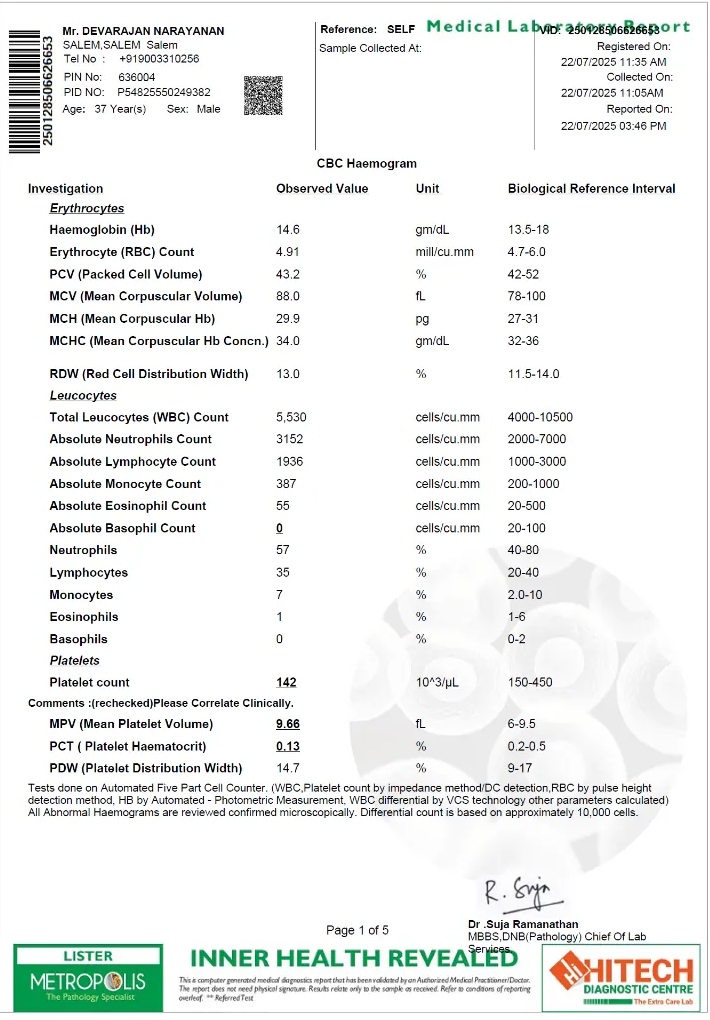 Medical Laboratory Report
250128506626653
Mr. DEVARAJAN NARAYANAN
SALEM,SALEM Salem
Tel No : +919003310256
PIN No: 636004
PID NO: P54825550249382
Age: 37 Year(s) Sex: Male
Reference: SELF
Sample Collected At:
VID: 250128506626653
Registered On:
22/07/2025 11:35 AM
Collected On:
22/07/2025 11:05AM
Reported On:
22/07/2025 03:46 PM
CBC Haemogram
Investigation Observed Value Unit Biological Reference Interval
Erythrocytes
Haemoglobin (Hb) 14.6 gm/dL 13.5-18
Erythrocyte (RBC) Count 4.91 mill/cu.mm 4.7-6.0
PCV (Packed Cell Volume) 43.2 % 42-52
MCV (Mean Corpuscular Volume) 88.0 fL 78-100
MCH (Mean Corpuscular Hb) 29.9 pg 27-31
MCHC (Mean Corpuscular Hb Concn.) 34.0 gm/dL 32-36
RDW (Red Cell Distribution Width) 13.0 % 11.5-14.0
Leucocytes
Total Leucocytes (WBC) Count 5,530 cells/cu.mm 4000-10500
Absolute Neutrophils Count 3152 cells/cu.mm 2000-7000
Absolute Lymphocyte Count 1936 cells/cu.mm 1000-3000
Absolute Monocyte Count 387 cells/cu.mm 200-1000
Absolute Eosinophil Count 55 cells/cu.mm 20-500
Absolute Basophil Count 0 cells/cu.mm 20-100
Neutrophils 57 % 40-80
Lymphocytes 35 % 20-40
Monocytes 7 % 2.0-10
Eosinophils 1 % 1-6
Basophils 0 % 0-2
Platelets
Platelet count 142 10^3/µL 150-450
Comments :(rechecked)Please Correlate Clinically.
MPV (Mean Platelet Volume) 9.66 fL 6-9.5
PCT ( Platelet Haematocrit) 0.13 % 0.2-0.5
PDW (Platelet Distribution Width) 14.7 % 9-17
Tests done on Automated Five Part Cell Counter. (WBC,Platelet count by impedance method/DC detection,RBC by pulse height
detection method, HB by Automated - Photometric Measurement, WBC differential by VCS technology other parameters calculated)
All Abnormal Haemograms are reviewed confirmed microscopically. Differential count is based on approximately 10,000 cells.
R. Suja
Page 1 of 5
Dr .Suja Ramanathan
MBBS,DNB(Pathology) Chief Of Lab
Services
LISTER
METROPOLIS
The Pathology Specialist
INNER HEALTH REVEALED
This is computer generated medical diagnostics report that has been validated by an Authorized Medical Practitioner/Doctor.
The report does not need physical signature. Results relate only to the sample as received. Refer to conditions of reporting
overleaf. ** Referred Test
HITECH
DIAGNOSTIC CENTRE
The Extra Care Lab